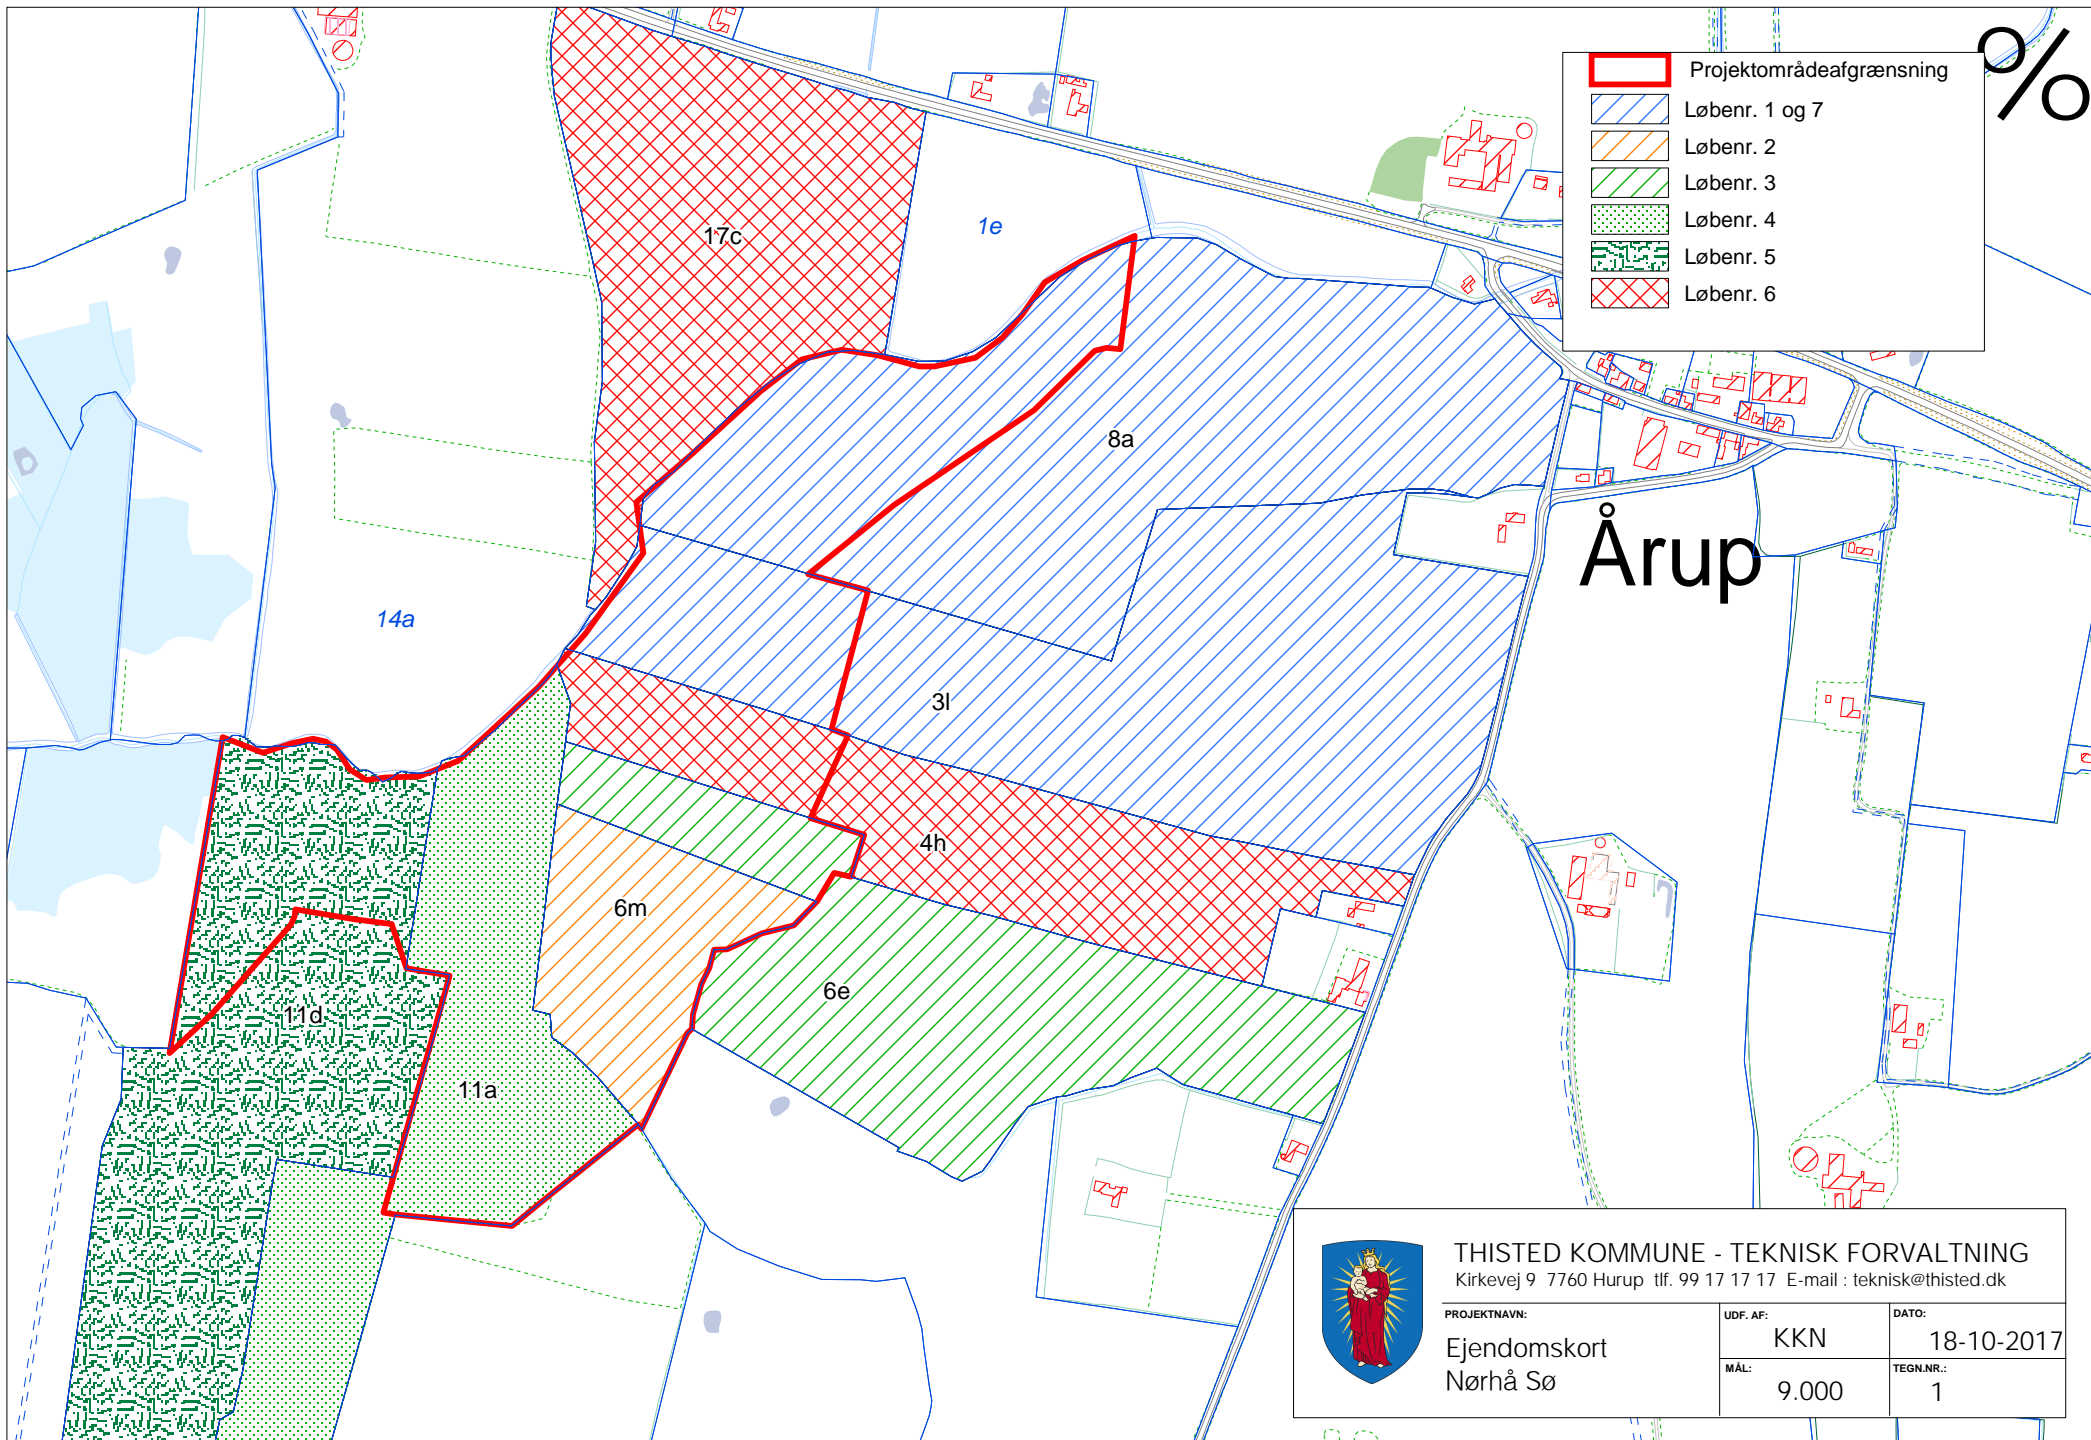 %
Projektområdeafgrænsning
Løbenr. 1 og 7
Løbenr. 2
Løbenr. 3
Løbenr. 4
Løbenr. 5
Løbenr. 6
17c
1e
8a
Årup
14a
3l
4h
6m
6e
11d
11a
THISTED KOMMUNE - TEKNISK FORVALTNING
Kirkevej 9 7760 Hurup tlf. 99 17 17 17 E-mail : teknisk@thisted.dk
PROJEKTNAVN:
Ejendomskort
Nørhå Sø
UDF. AF:
KKN
DATO:
18-10-2017
MÅL:
9.000
TEGN.NR.:
1